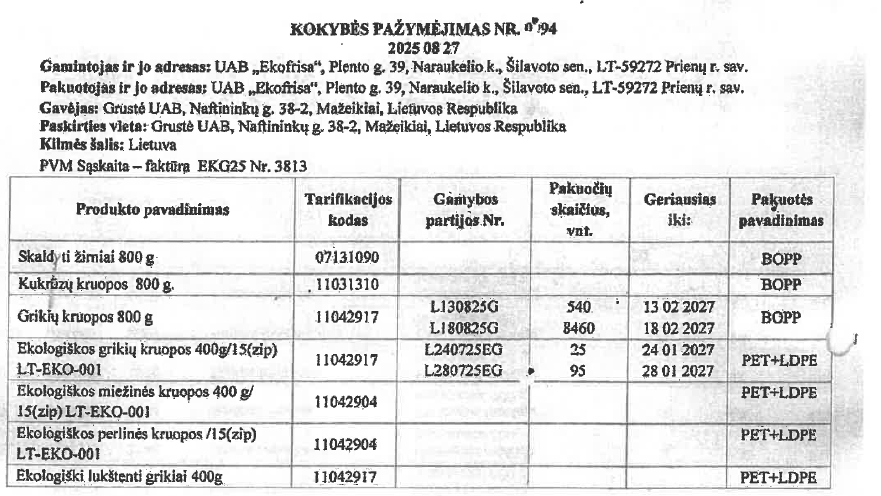 KOKYBĖS PAŽYMĖJIMAS NR. 94
2025 08 27
Gamintojas ir jo adresas: UAB „Ekofrisa“, Plento g. 39, Naraukelio k., Šilavoto sen., LT-59272 Prienų r. sav.
Pakuotojas ir jo adresas: UAB „Ekofrisa“, Plento g. 39, Naraukelio k., Šilavoto sen., LT-59272 Prienų r. sav.
Gavėjas: Grustė UAB, Naftininkų g. 38-2, Mažeikiai, Lietuvos Respublika
Paskirties vieta: Grustė UAB, Naftininkų g. 38-2, Mažeikiai, Lietuvos Respublika
Kilmės šalis: Lietuva
PVM Sąskaita – faktūra EKG25 Nr. 3813
Produkto pavadinimas Tarifikacijos kodas Gamybos partijos Nr. Pakuočių skaičius, vnt. Geriausias iki: Pakuotės pavadinimas
Skaldyti žirniai 800 g 07131090 BOPP
Kukrūzų kruopos 800 g. 11031310 BOPP
Grikių kruopos 800 g 11042917 L130825G 540 13 02 2027 BOPP
L180825G 8460 18 02 2027
Ekologiškos grikių kruopos 400g/15(zip) 11042917 L240725EG 25 24 01 2027 PET+LDPE
LT-EKO-001 L280725EG 95 28 01 2027
Ekologiškos miežinės kruopos 400 g/ 11042904 PET+LDPE
15(zip) LT-EKO-001
Ekologiškos perlinės kruopos /15(zip) 11042904 PET+LDPE
LT-EKO-001
Ekologiški lukštenti grikiai 400g 11042917 PET+LDPE